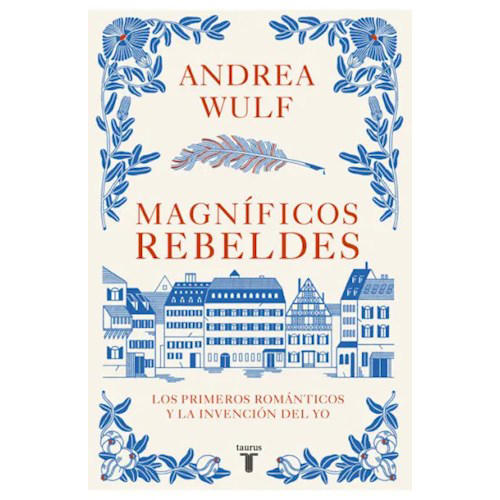 ANDREA
WULF
MAGNÍFICOS
REBELDES
LOS PRIMEROS ROMÁNTICOS
Y LA INVENCIÓN DEL YO
taurus